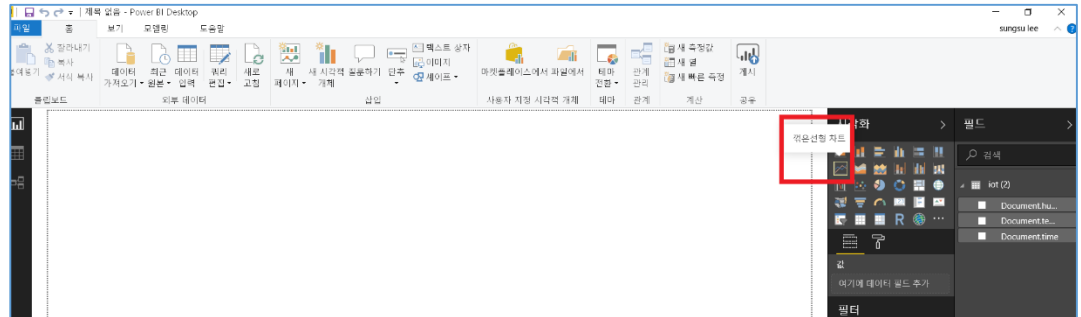 제목 없음 - Power BI Desktop
sungsu lee
파일 홈 보기 모델링 도움말
잘라내기
복사
서식 복사
클립보드
데이터 가져오기
최근 원본
데이터 입력
쿼리 편집
새로 고침
외부 데이터
새 페이지
새 시각적 개체
질문하기
단추
텍스트 상자
이미지
셰이프
삽입
마켓플레이스에서
파일에서
사용자 지정 시각적 개체
테마 전환
테마
관계 관리
관계
새 측정값
새 열
새 빠른 측정
계산
게시
공유
꺾은선형 차트
필드
검색
iot (2)
Document.hu...
Document.te...
Document.time
값
여기에 데이터 필드 추가
필터